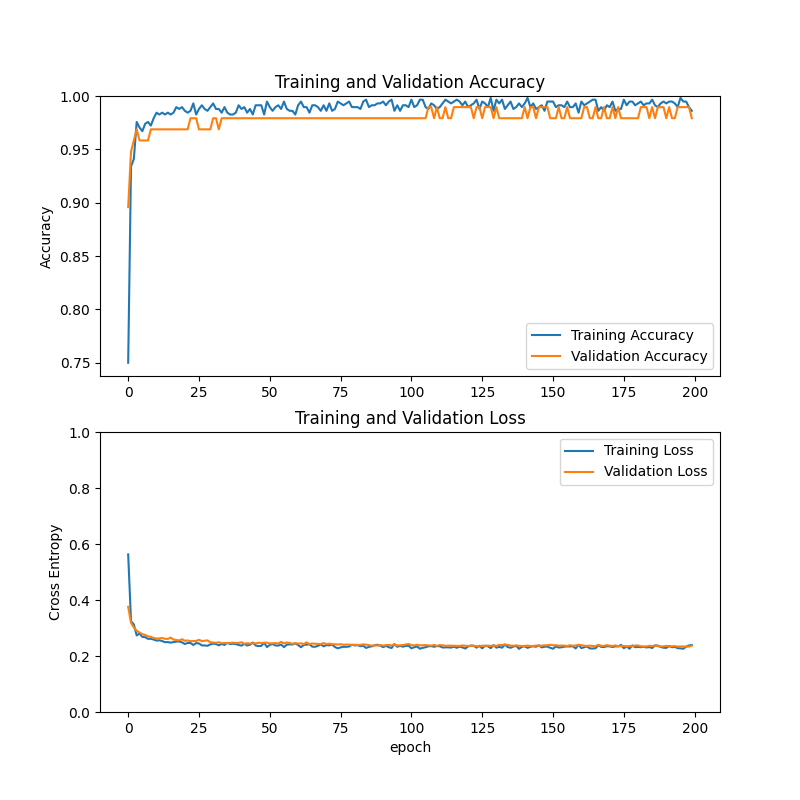 Training and Validation Accuracy
1.00
0.95
0.90
0.85
0.80
0.75
Accuracy
Training Accuracy
Validation Accuracy
0 25 50 75 100 125 150 175 200
Training and Validation Loss
1.0
0.8
0.6
0.4
0.2
0.0
Cross Entropy
Training Loss
Validation Loss
0 25 50 75 100 125 150 175 200
epoch